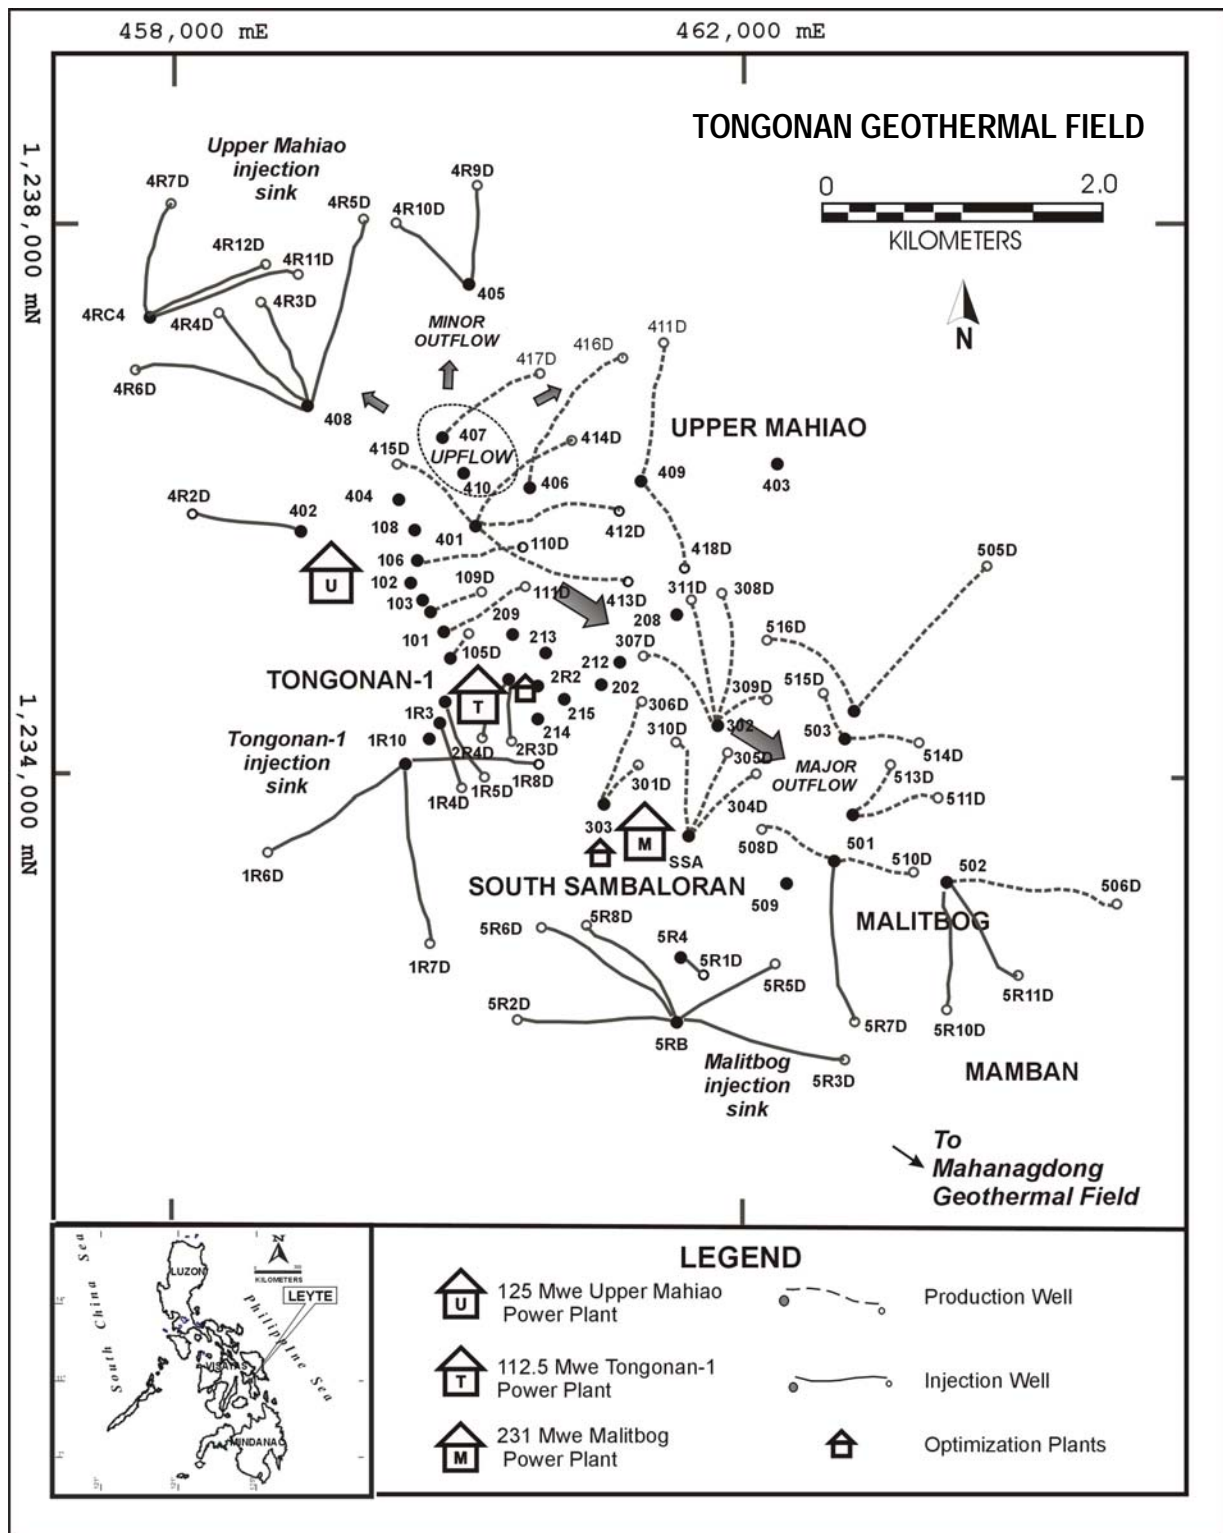 458,000 mE
462,000 mE
1,238,000 mN
1,234,000 mN
TONGONAN GEOTHERMAL FIELD
0
2.0
KILOMETERS
N
Upper Mahiao
injection
sink
4R7D
4R12D
4R11D
4R5D
4R10D
4R9D
4R3D
4RC4
4R4D
4R6D
405
408
MINOR
OUTFLOW
417D
416D
411D
407
UPFLOW
410
406
414D
415D
409
UPPER MAHIAO
403
404
4R2D
402
108
401
412D
106
110D
418D
505D
U
102
109D
111D
413D
311D
308D
103
209
208
516D
101
105D
213
307D
TONGONAN-1
212
2R2
202
309D
515D
T
306D
1R3
215
302
503
Tongonan-1
injection
sink
1R10
214
310D
2R4D
2R3D
305D
514D
MAJOR
OUTFLOW
513D
1R4D
1R5D
1R8D
301D
304D
511D
303
M
SSA
508D
501
510D
502
1R6D
SOUTH SAMBALORAN
509
506D
MALITBOG
5R6D
5R8D
5R4
5R1D
1R7D
5R5D
5R11D
5R2D
5RB
5R7D
5R10D
5R3D
Malitbog
injection
sink
MAMBAN
To
Mahanagdong
Geothermal Field
South China Sea
LUZON
N
KILOMETERS
LEYTE
Philippine Sea
VISAYAS
MINDANAO
LEGEND
U
125 Mwe Upper Mahiao
Power Plant
Production Well
T
112.5 Mwe Tongonan-1
Power Plant
Injection Well
M
231 Mwe Malitbog
Power Plant
Optimization Plants